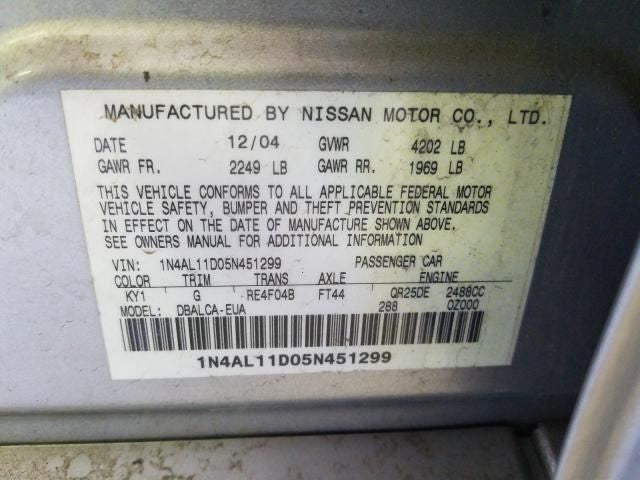 MANUFACTURED BY NISSAN MOTOR CO., LTD.
DATE 12/04 GVWR 4202 LB
GAWR FR. 2249 LB GAWR RR. 1969 LB
THIS VEHICLE CONFORMS TO ALL APPLICABLE FEDERAL MOTOR
VEHICLE SAFETY, BUMPER AND THEFT PREVENTION STANDARDS
IN EFFECT ON THE DATE OF MANUFACTURE SHOWN ABOVE.
SEE OWNERS MANUAL FOR ADDITIONAL INFORMATION
VIN: 1N4AL11D05N451299 PASSENGER CAR
COLOR TRIM TRANS AXLE ENGINE
KY1 G RE4F04B FT44 QR25DE 2488CC
MODEL: DBALCA-EUA 288 0Z000
1N4AL11D05N451299